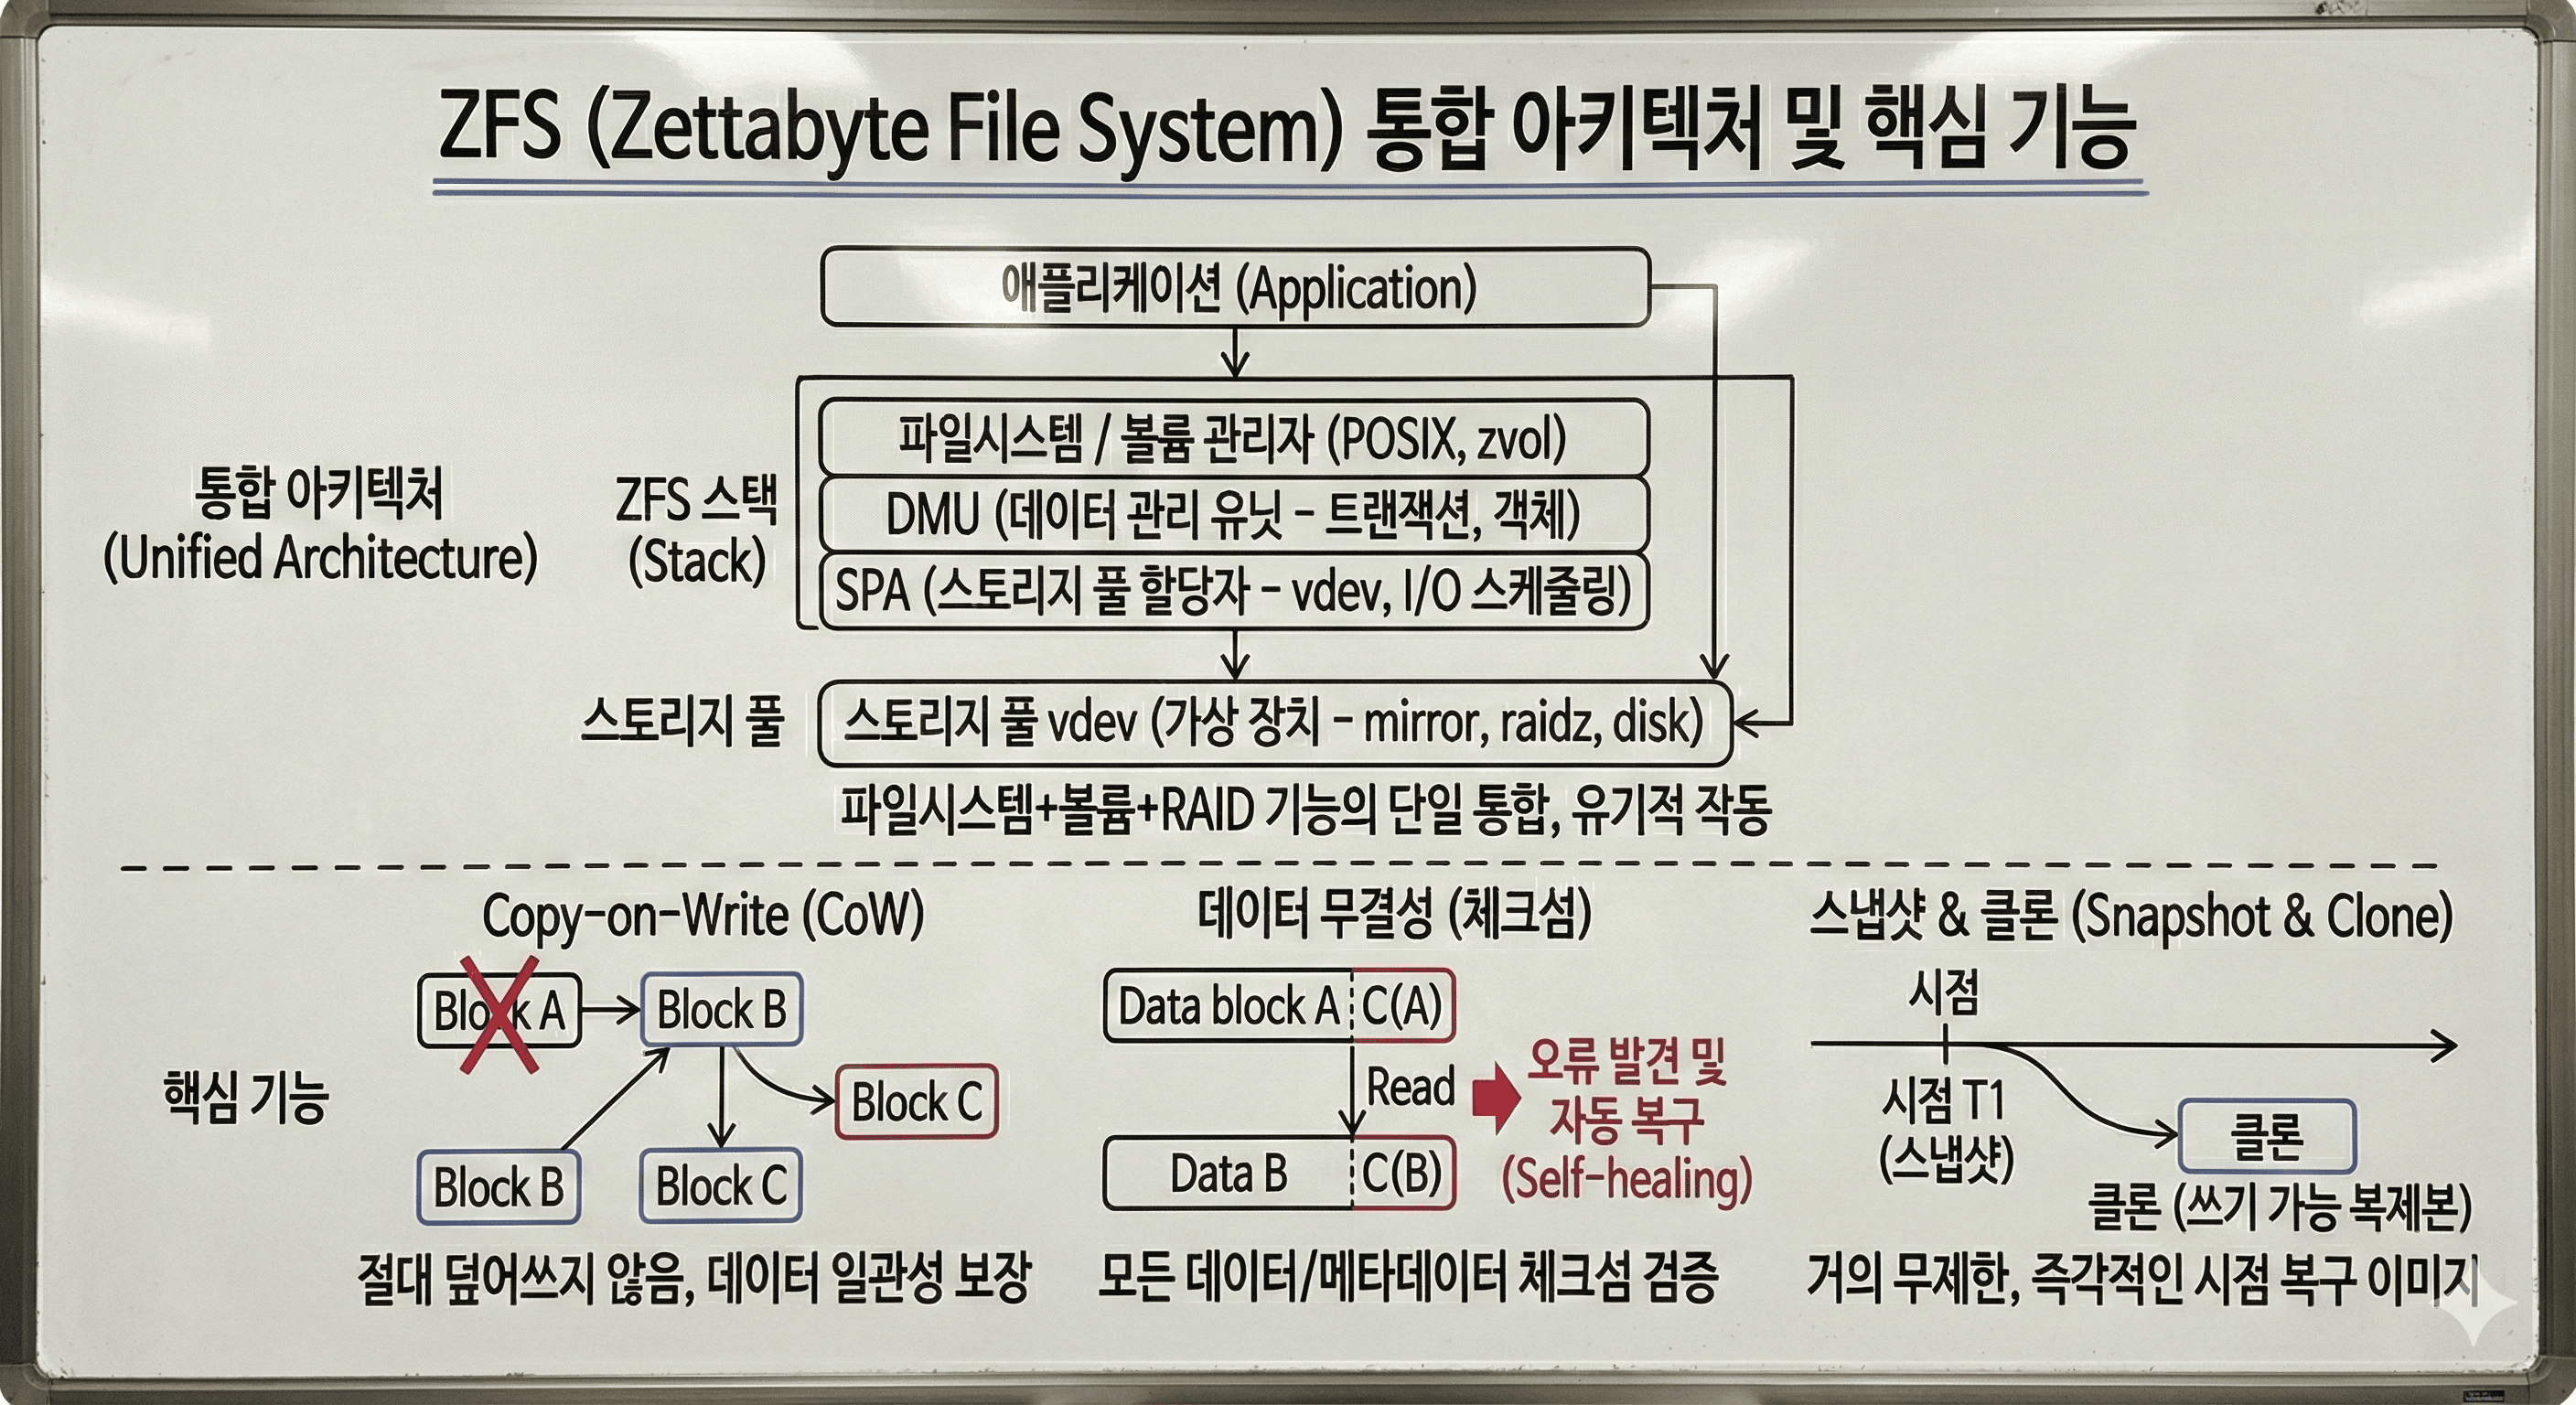 ZFS (Zettabyte File System) 통합 아키텍처 및 핵심 기능
애플리케이션 (Application)
통합 아키텍처
(Unified Architecture)
ZFS 스택
(Stack)
파일시스템 / 볼륨 관리자 (POSIX, zvol)
DMU (데이터 관리 유닛 - 트랜잭션, 객체)
SPA (스토리지 풀 할당자 - vdev, I/O 스케줄링)
스토리지 풀
스토리지 풀 vdev (가상 장치 - mirror, raidz, disk)
파일시스템+볼륨+RAID 기능의 단일 통합, 유기적 작동
핵심 기능
Copy-on-Write (CoW)
Block A
Block B
Block C
Block B
Block C
절대 덮어쓰지 않음, 데이터 일관성 보장
데이터 무결성 (체크섬)
Data block A C(A)
Read
오류 발견 및
자동 복구
(Self-healing)
Data B C(B)
모든 데이터/메타데이터 체크섬 검증
스냅샷 & 클론 (Snapshot & Clone)
시점
시점 T1
(스냅샷)
클론
클론 (쓰기 가능 복제본)
거의 무제한, 즉각적인 시점 복구 이미지